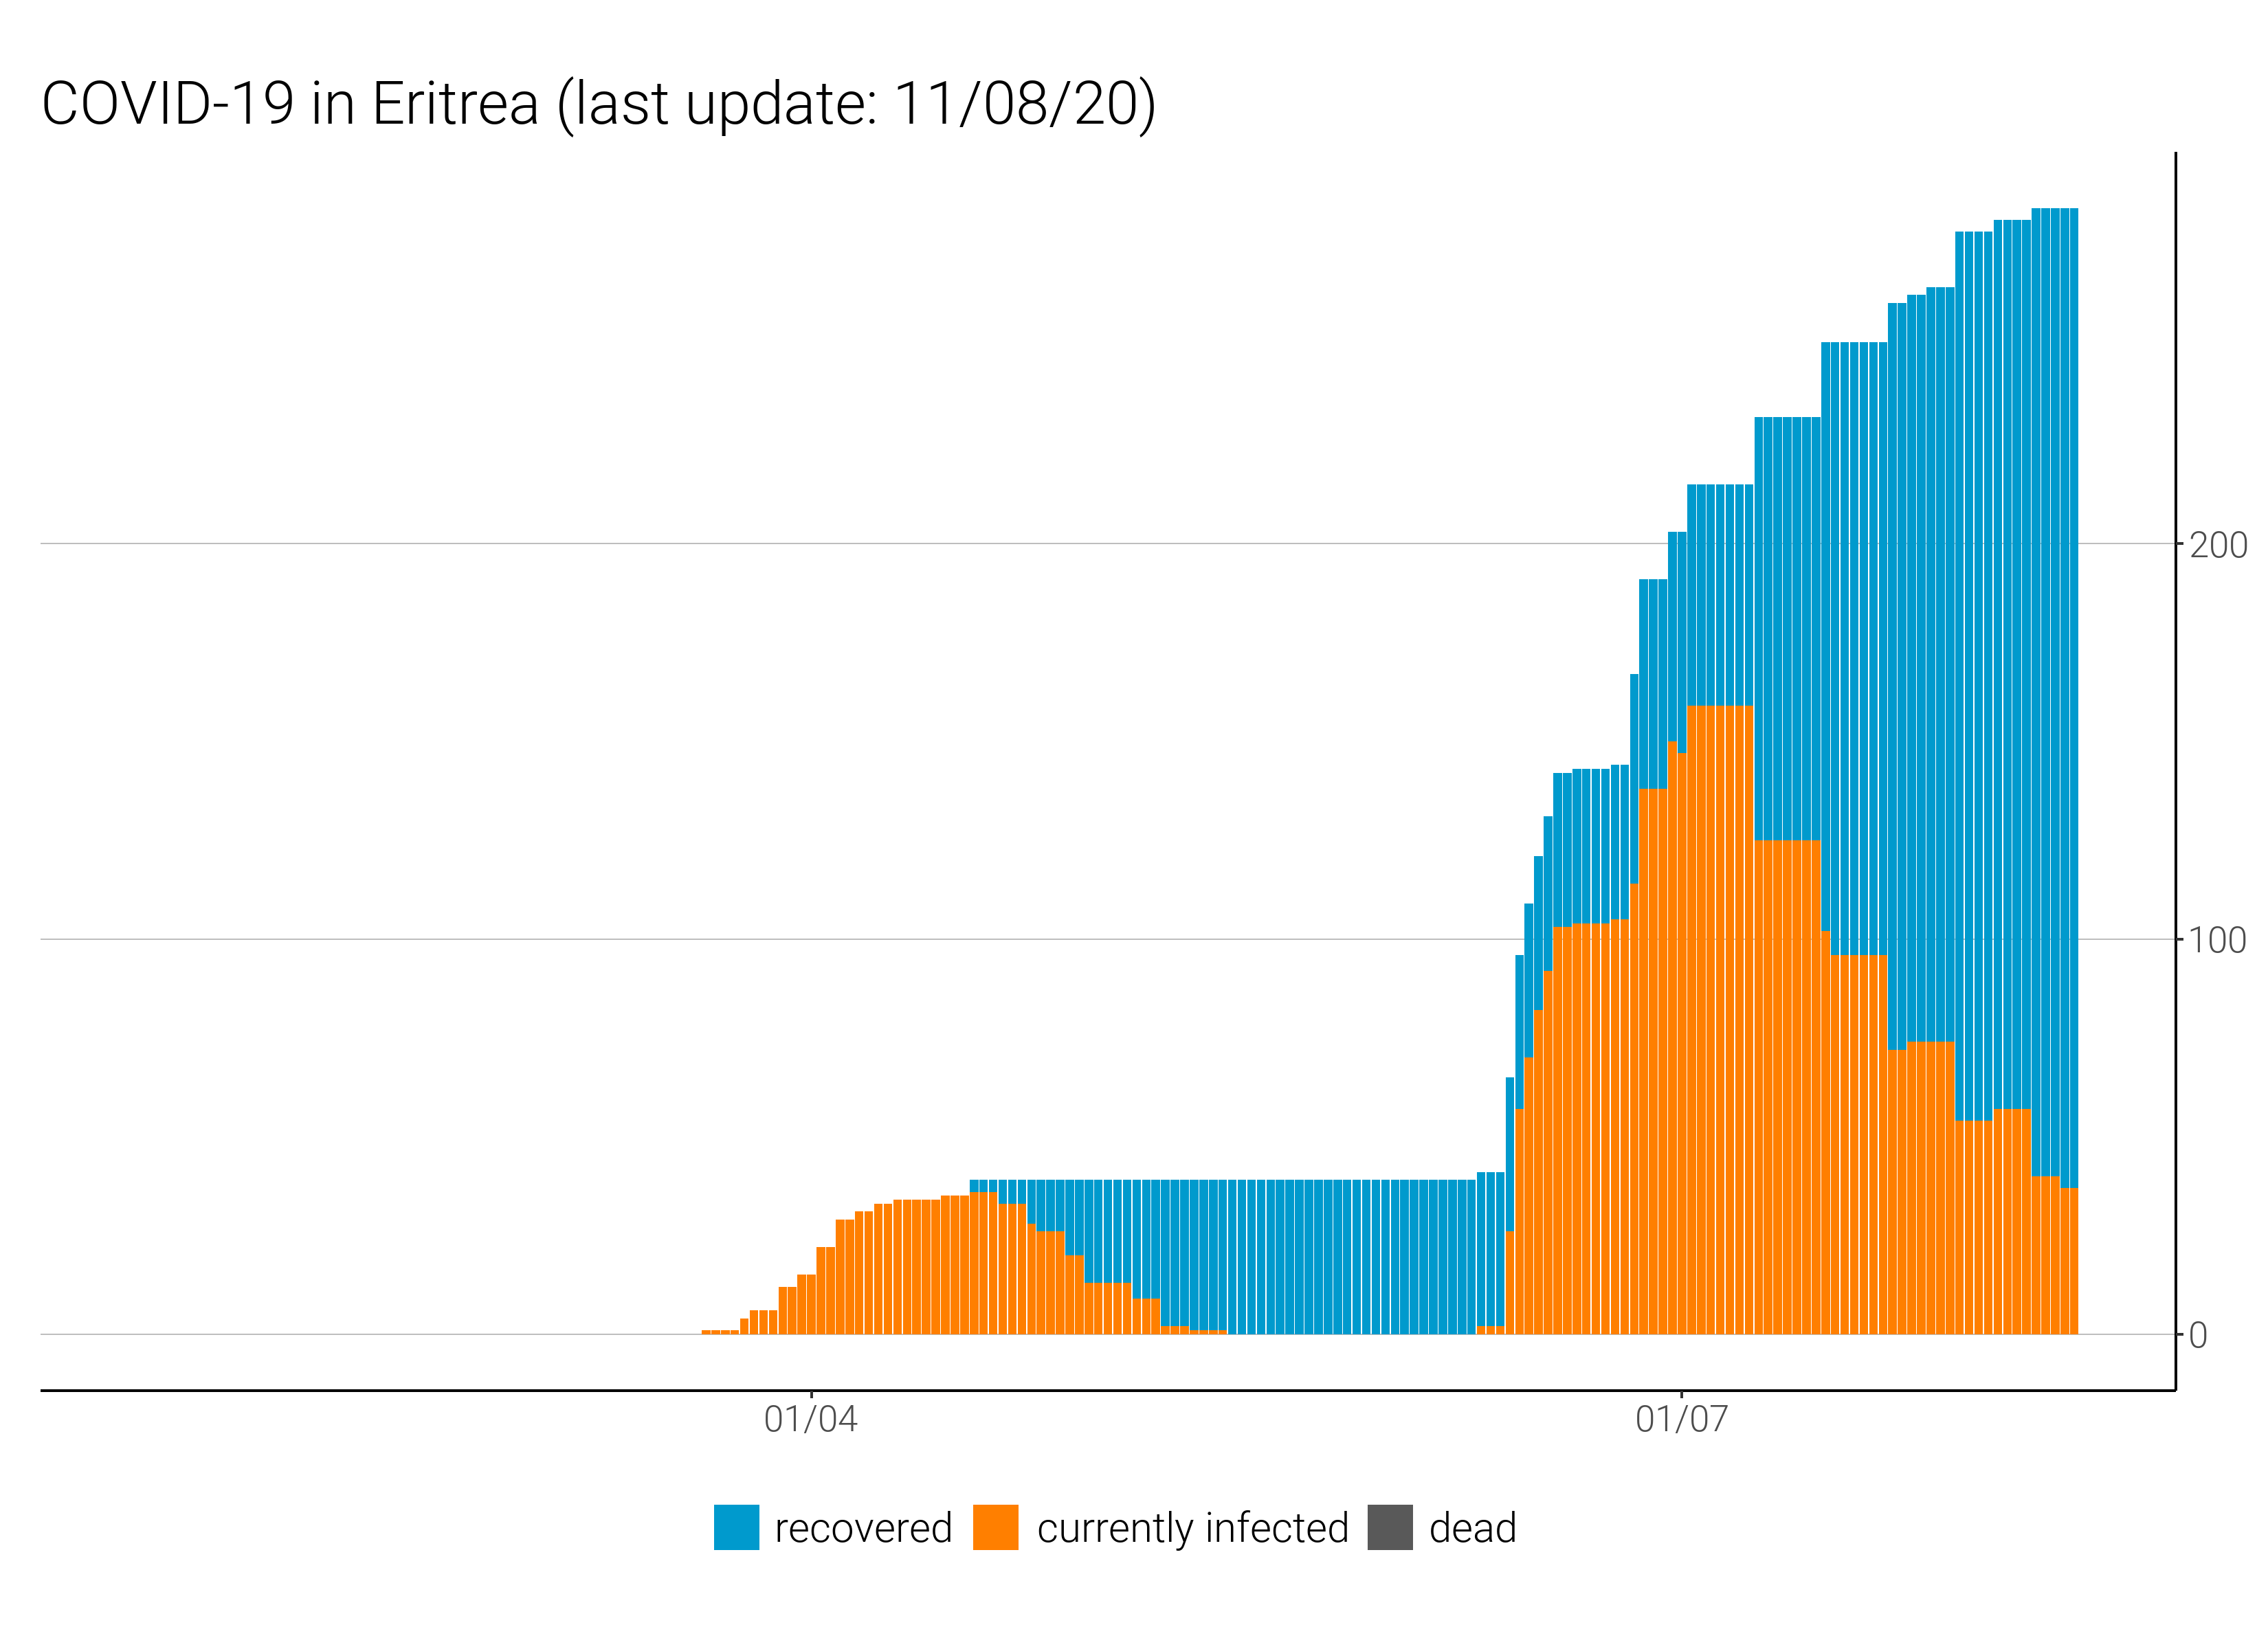 COVID-19 in Eritrea (last update: 11/08/20)
200
100
0
01/04 01/07
recovered currently infected dead